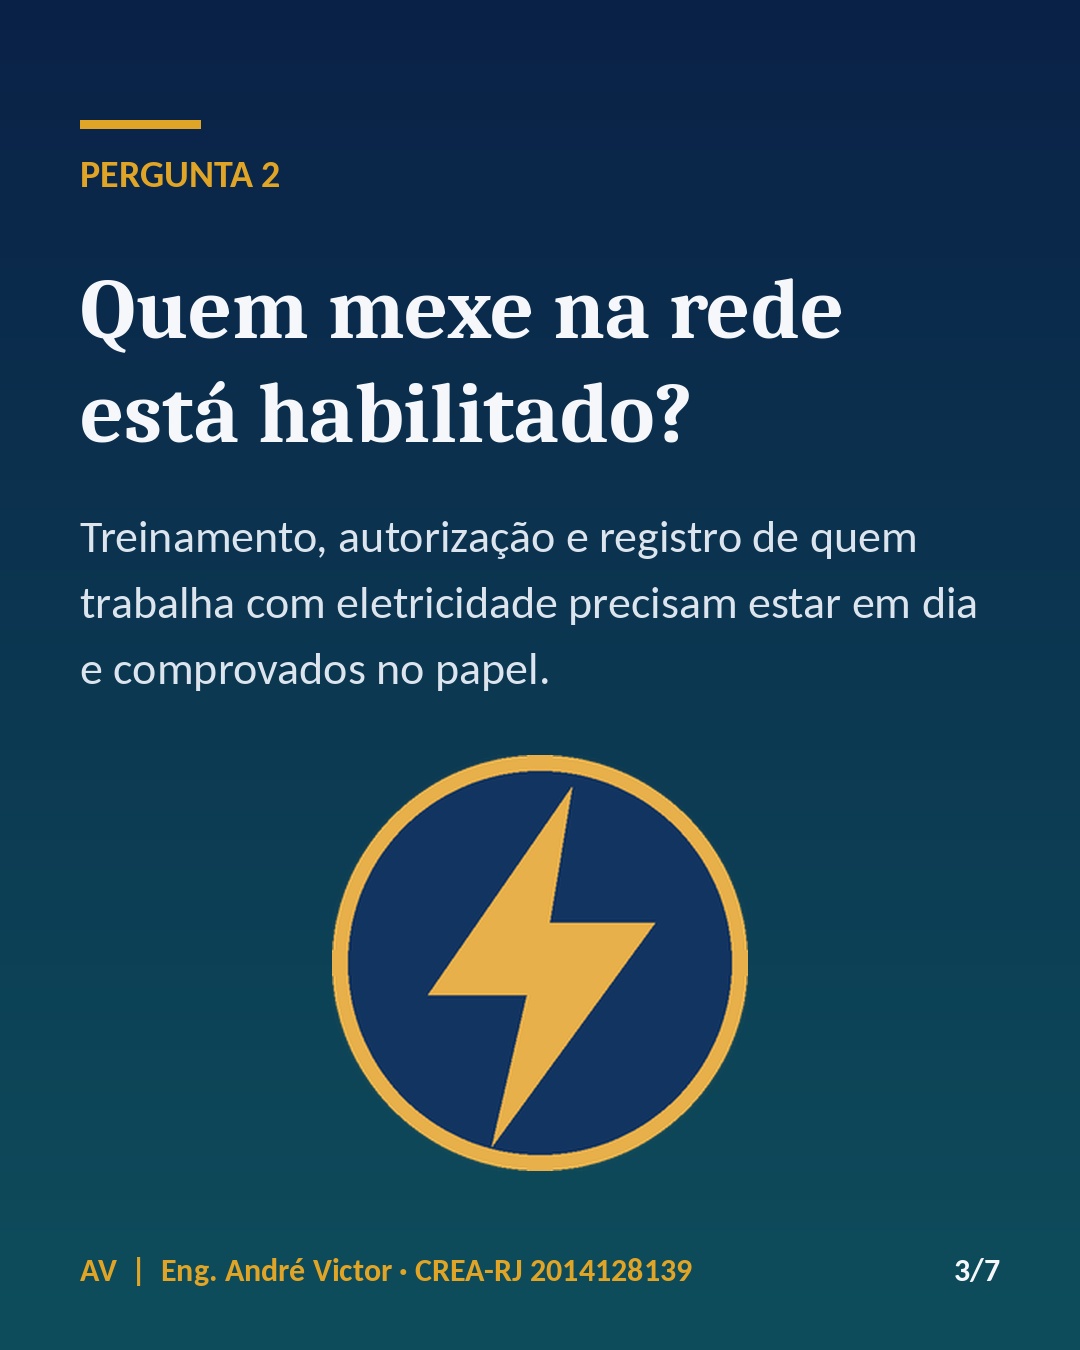 PERGUNTA 2
Quem mexe na rede
está habilitado?
Treinamento, autorização e registro de quem
trabalha com eletricidade precisam estar em dia
e comprovados no papel.
AV | Eng. André Victor · CREA-RJ 2014128139
3/7